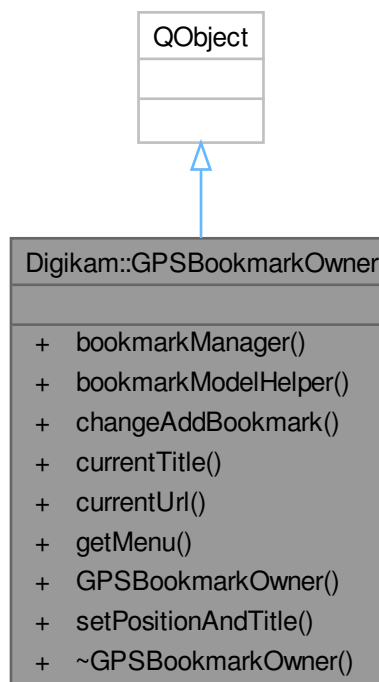 QObject
Digikam::GPSBookmarkOwner
+ bookmarkManager()
+ bookmarkModelHelper()
+ changeAddBookmark()
+ currentTitle()
+ currentUrl()
+ getMenu()
+ GPSBookmarkOwner()
+ setPositionAndTitle()
+ ~GPSBookmarkOwner()